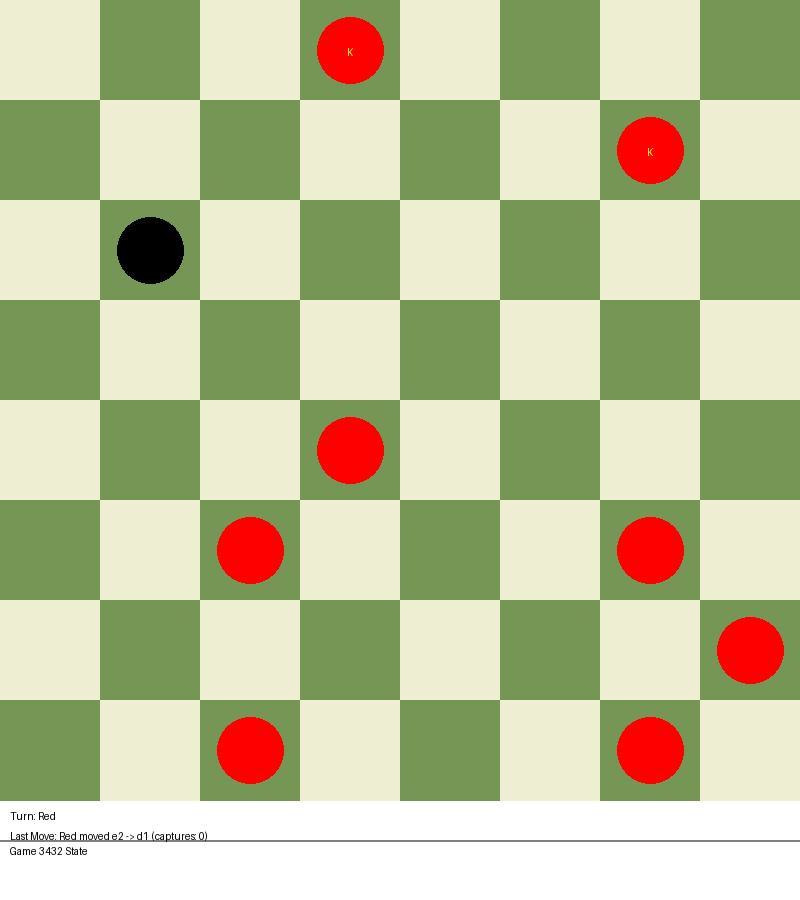 K
K
Turn: Red
Last Move: Red moved e2 -> d1 (captures: 0)
Game 3432 State